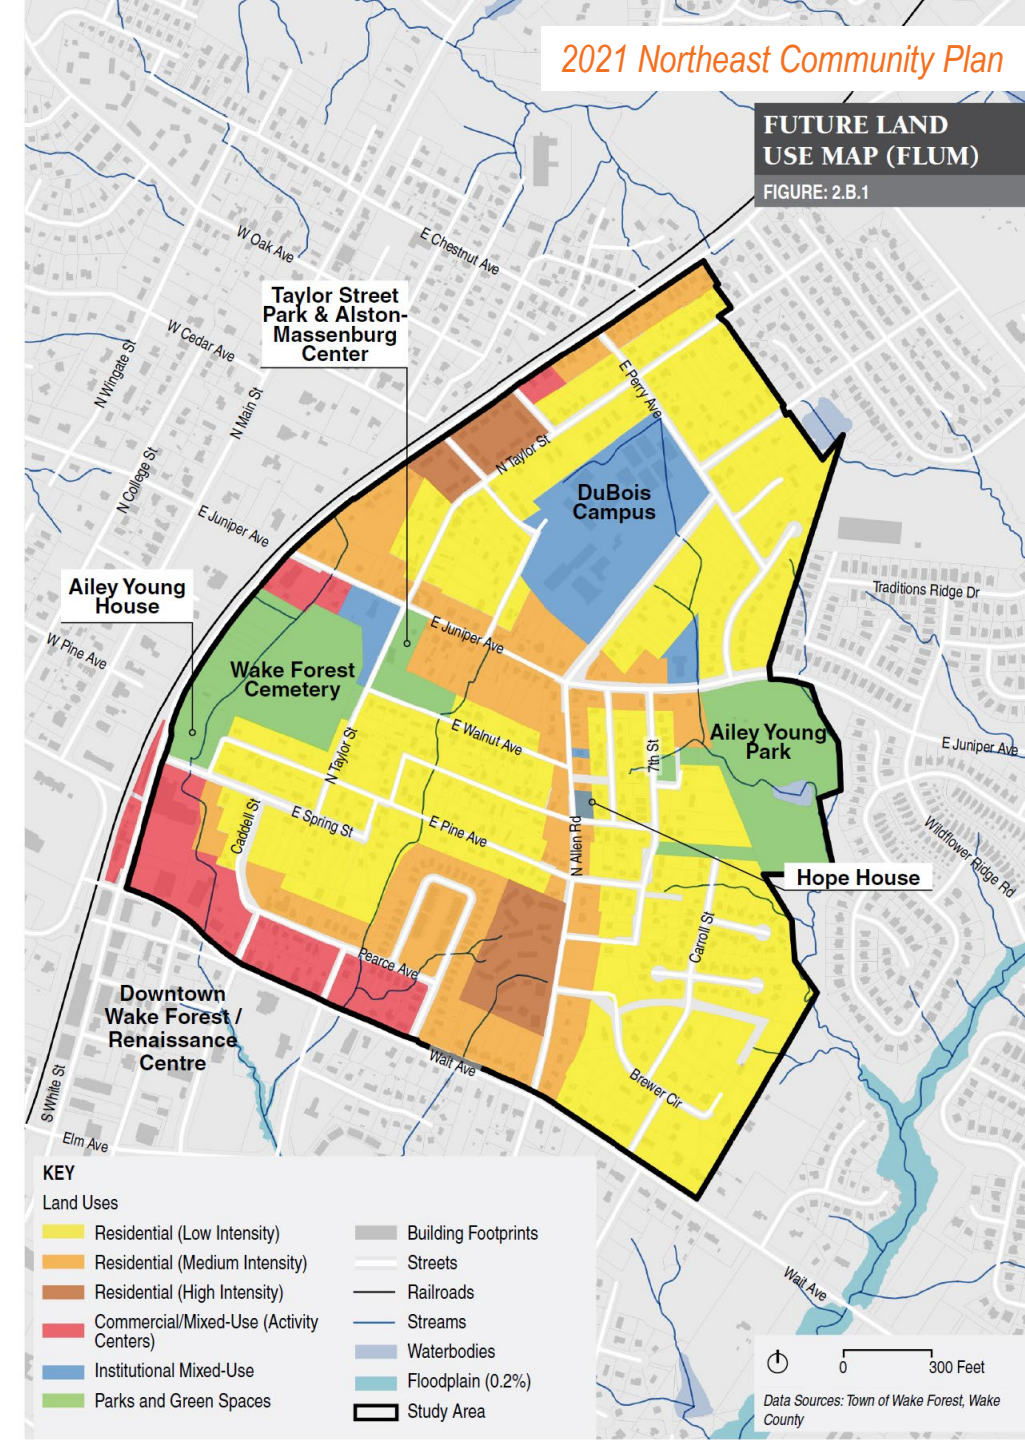 2021 Northeast Community Plan
FUTURE LAND
USE MAP (FLUM)
FIGURE: 2.B.1
W Oak Ave
E Chestnut Ave
Taylor Street
Park & Alston-
Massenburg
Center
W Cedar Ave
N Wingate St
N Main St
E Perry Ave
N College St
N Taylor St
DuBois
Campus
E Juniper Ave
Ailey Young
House
Traditions Ridge Dr
W Pine Ave
E Juniper Ave
Wake Forest
Cemetery
E Walnut Ave
Ailey Young
Park
E Juniper Ave
N Taylor St
7th St
Caddell St
E Spring St
E Pine Ave
N Allen Rd
Wildflower Ridge Rd
Hope House
Carroll St
Pearce Ave
Downtown
Wake Forest /
Renaissance
Centre
Wait Ave
Brewer Cir
S White St
Elm Ave
Wait Ave
KEY
Land Uses
Residential (Low Intensity)
Residential (Medium Intensity)
Residential (High Intensity)
Commercial/Mixed-Use (Activity
Centers)
Institutional Mixed-Use
Parks and Green Spaces
Building Footprints
Streets
Railroads
Streams
Waterbodies
Floodplain (0.2%)
Study Area
0
300 Feet
Data Sources: Town of Wake Forest, Wake
County